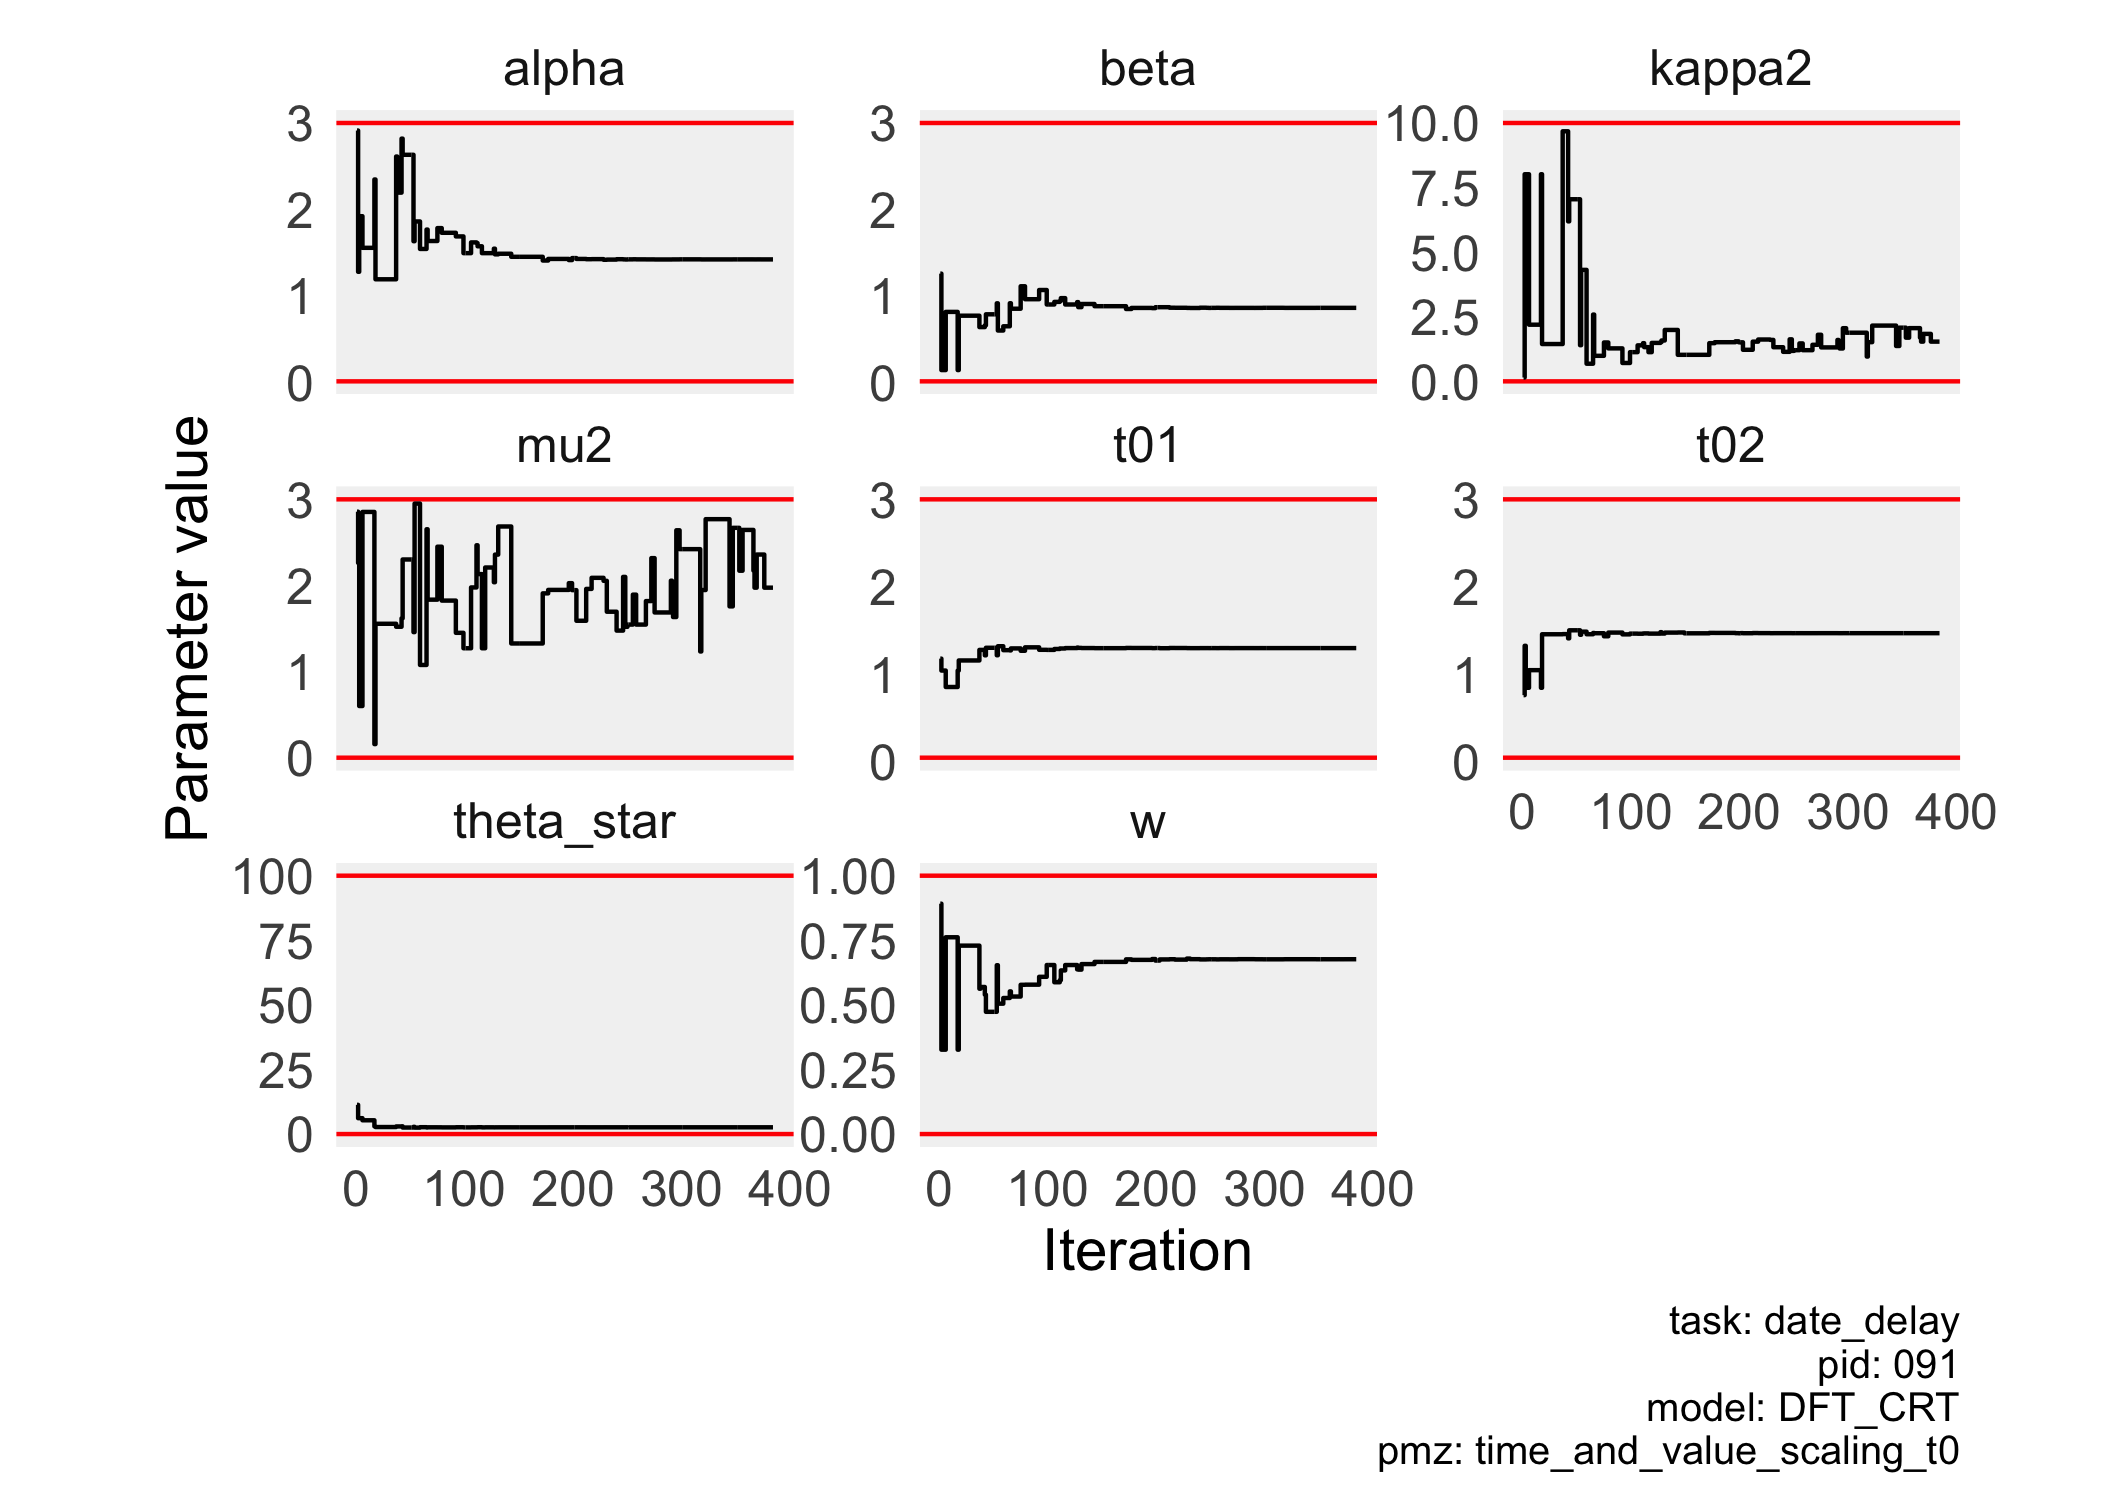 alpha beta kappa2
3 3 10.0
2 2 7.5
5.0
1 1 2.5
0 0 0.0
mu2 t01 t02
3 3 3
2 2 2
1 1 1
0 0 0
0 100 200 300 400
theta_star w
100 1.00
75 0.75
50 0.50
25 0.25
0 0.00
0 100 200 300 400 0 100 200 300 400
Parameter value
Iteration
task: date_delay
pid: 091
model: DFT_CRT
pmz: time_and_value_scaling_t0